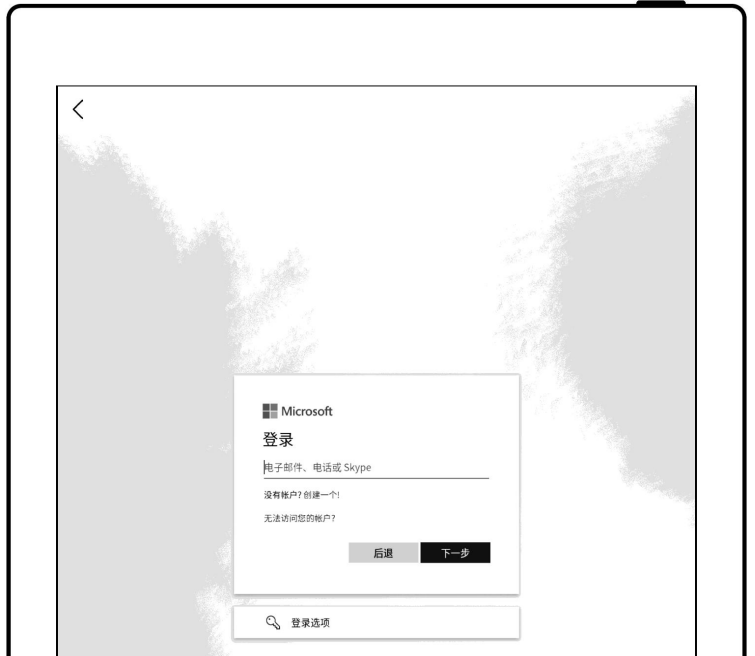 Microsoft
登录
电子邮件、电话或 Skype
没有帐户? 创建一个!
无法访问您的帐户?
后退
下一步
登录选项